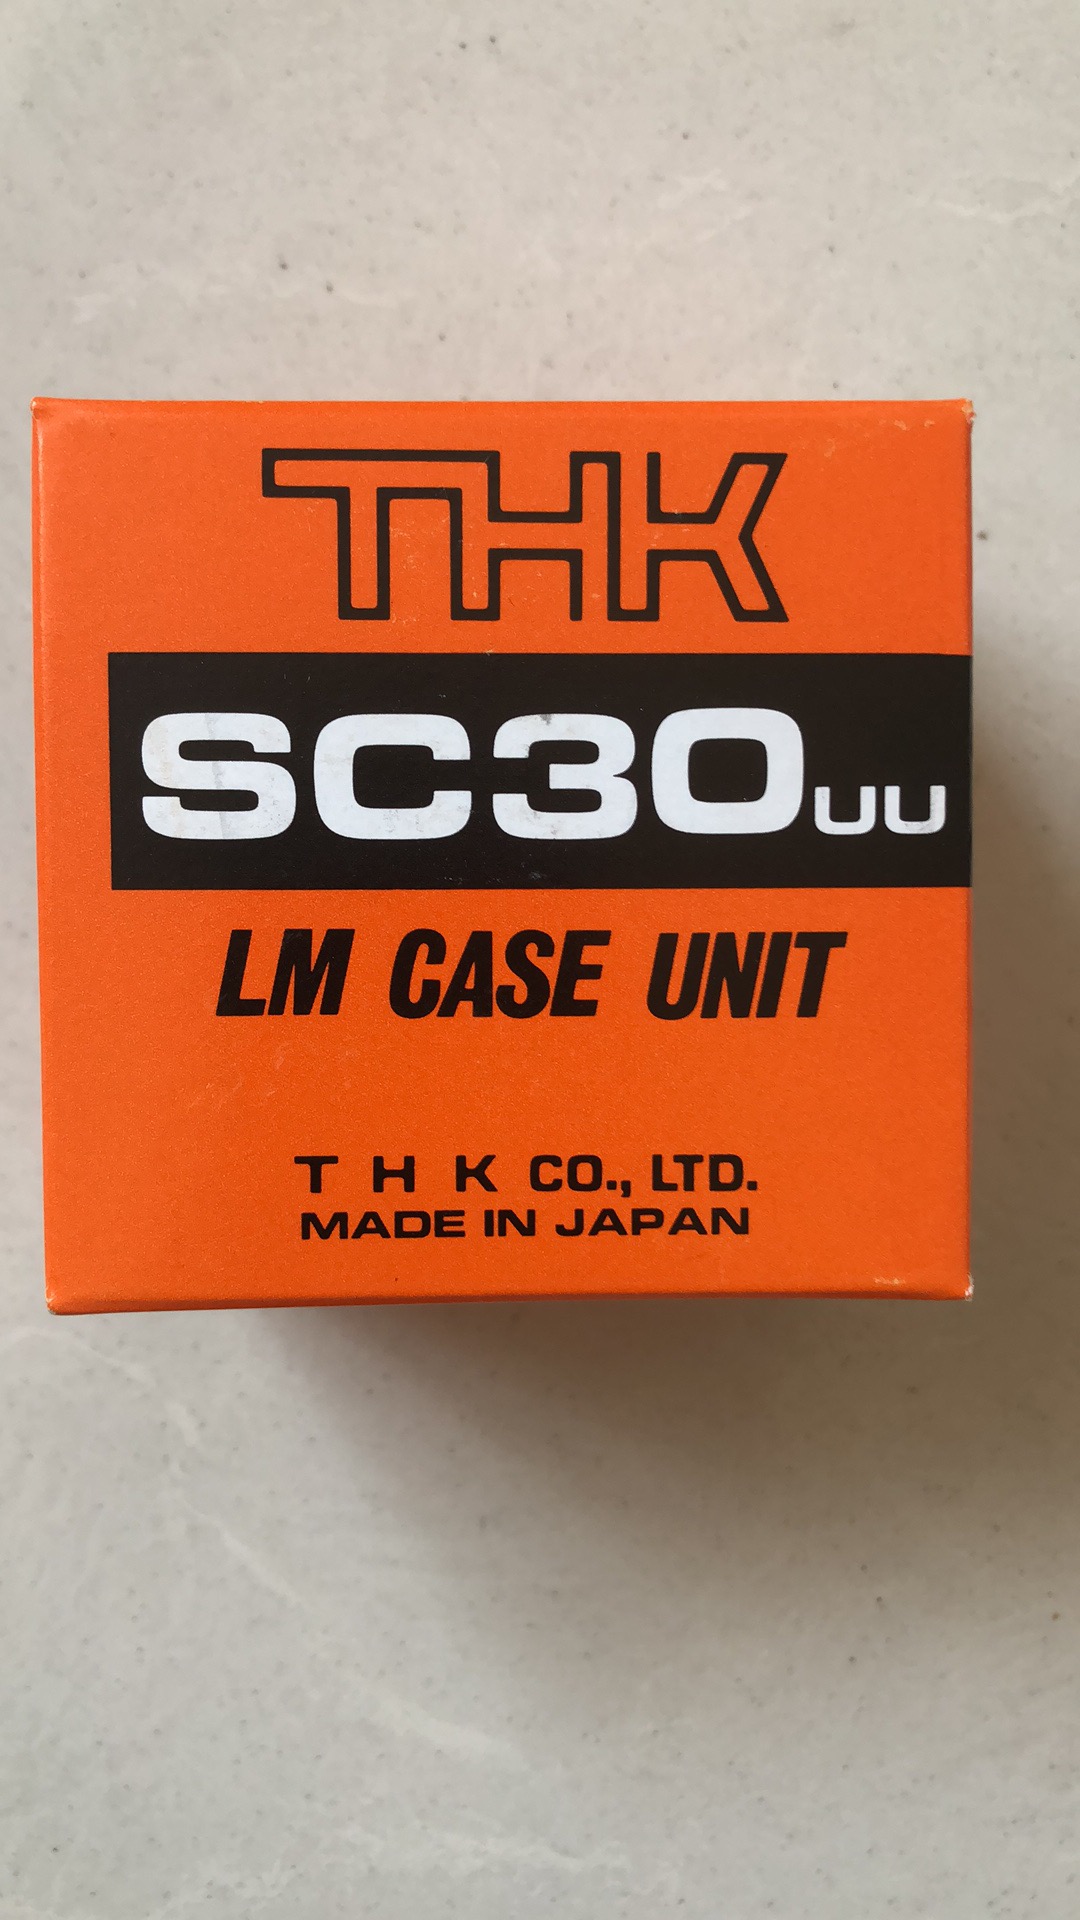 THK
SC30UU
LM CASE UNIT
T H K CO., LTD.
MADE IN JAPAN